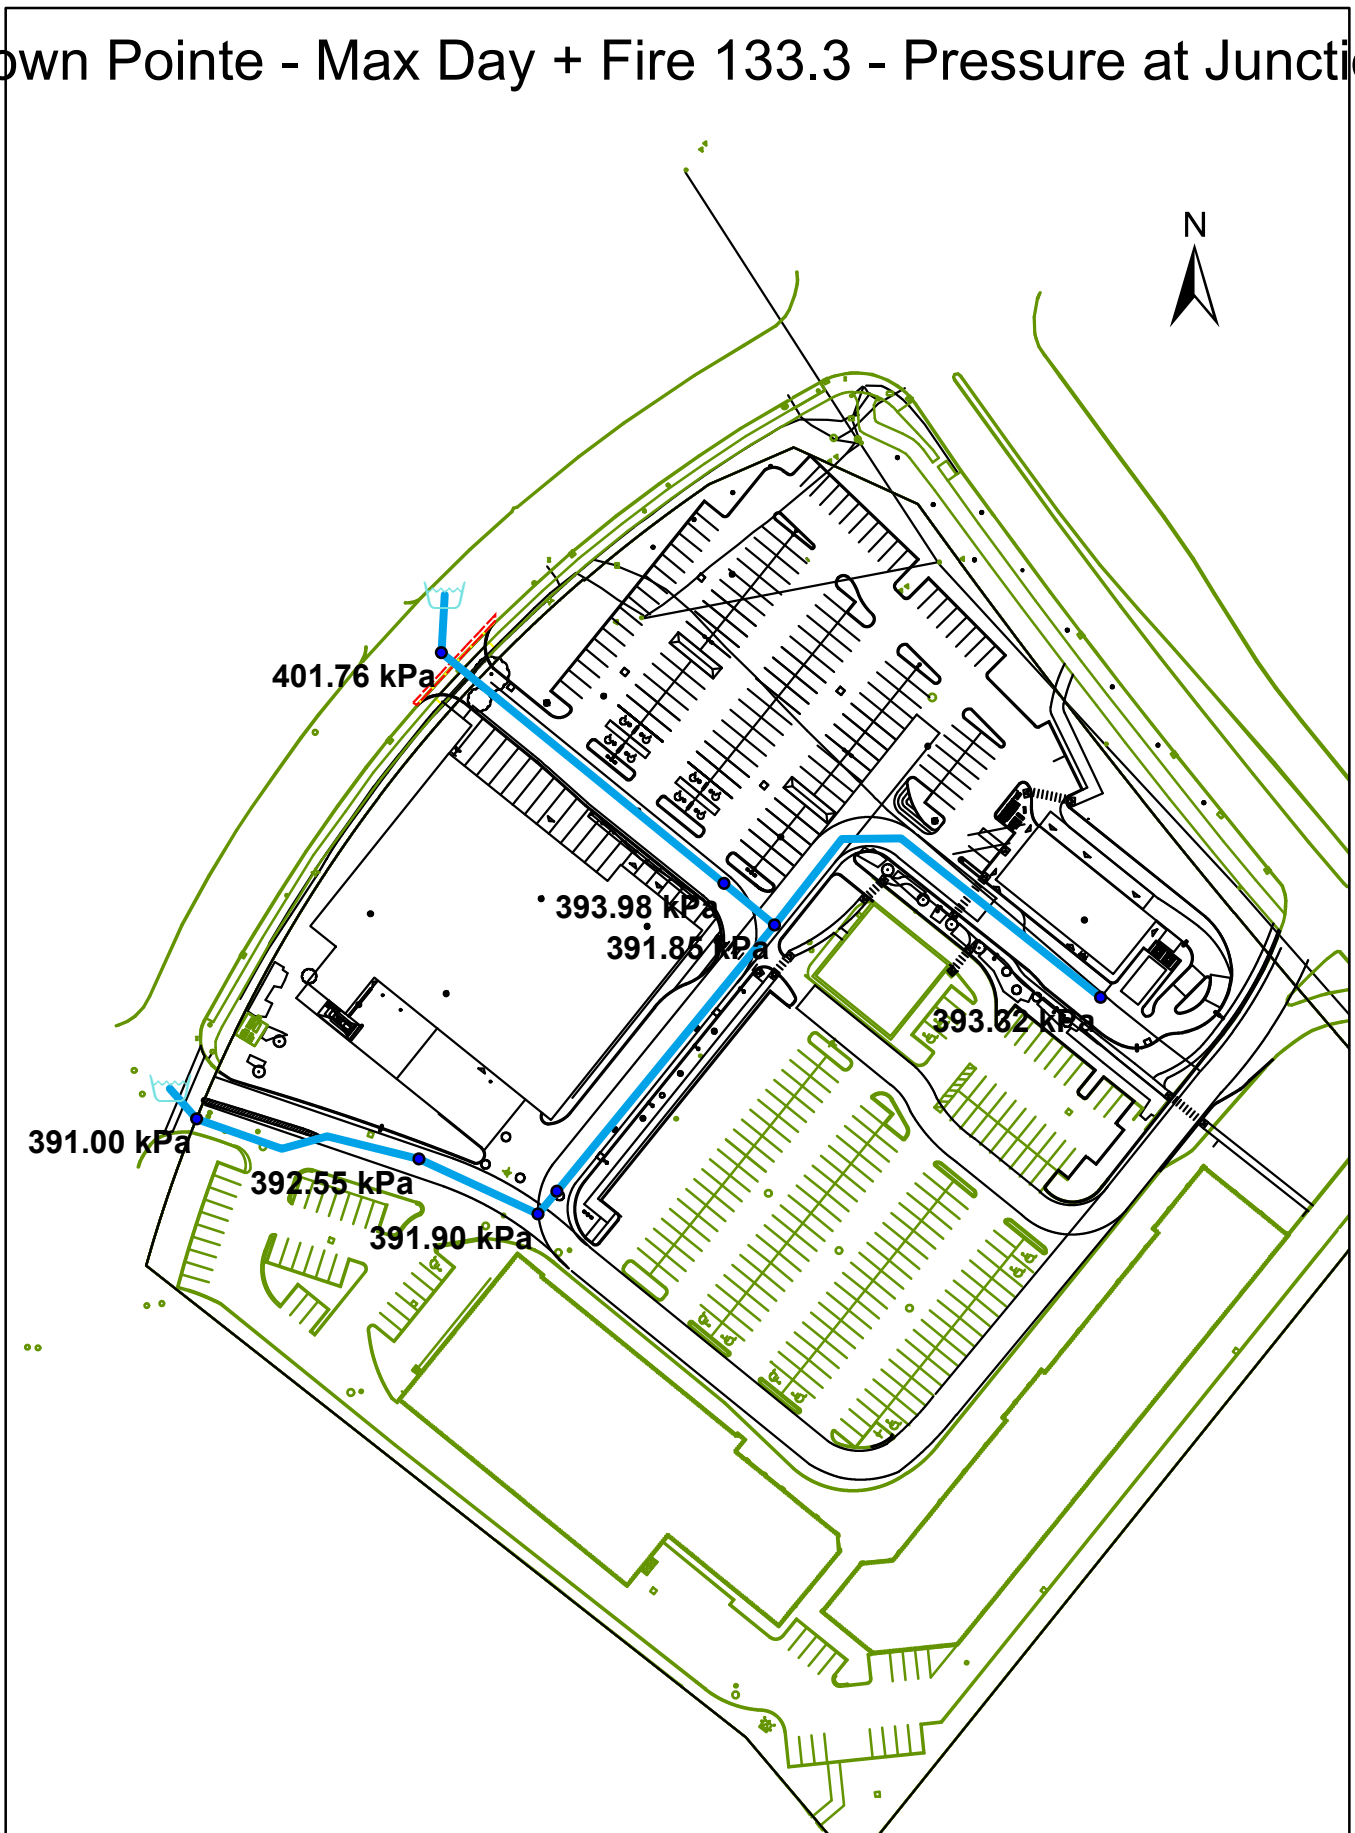 own Pointe - Max Day + Fire 133.3 - Pressure at Juncti
N
401.76 kPa
393.98 kPa
391.85 kPa
393.32 kPa
391.00 kPa
392.55 kPa
391.90 kPa